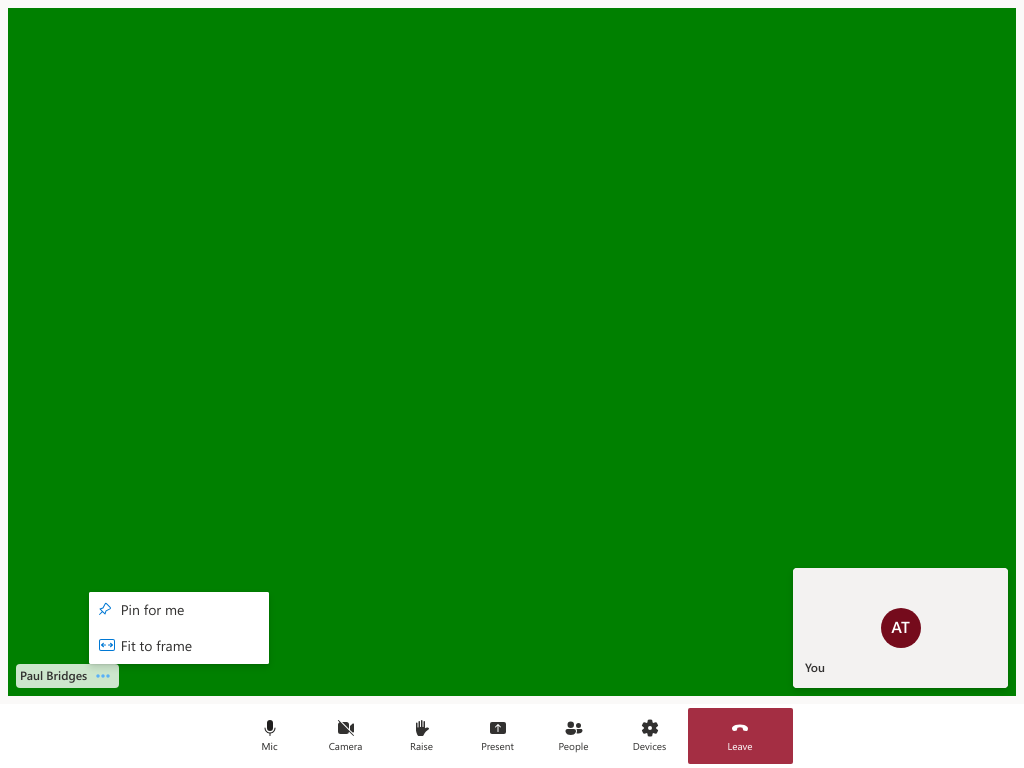 Pin for me
Fit to frame
Paul Bridges
AT
You
Mic
Camera
Raise
Present
People
Devices
Leave